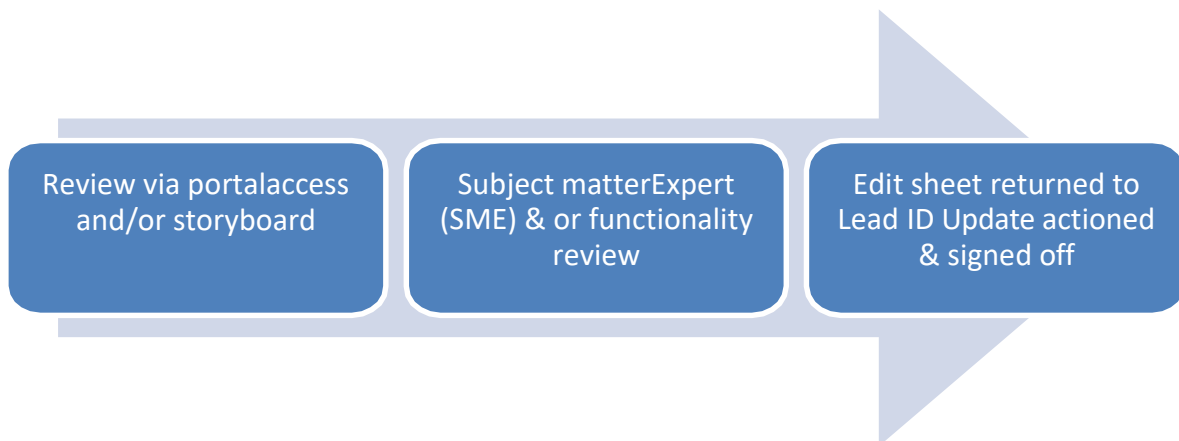 Review via portalaccess
and/or storyboard
Subject matterExpert
(SME) & or functionality
review
Edit sheet returned to
Lead ID Update actioned
& signed off